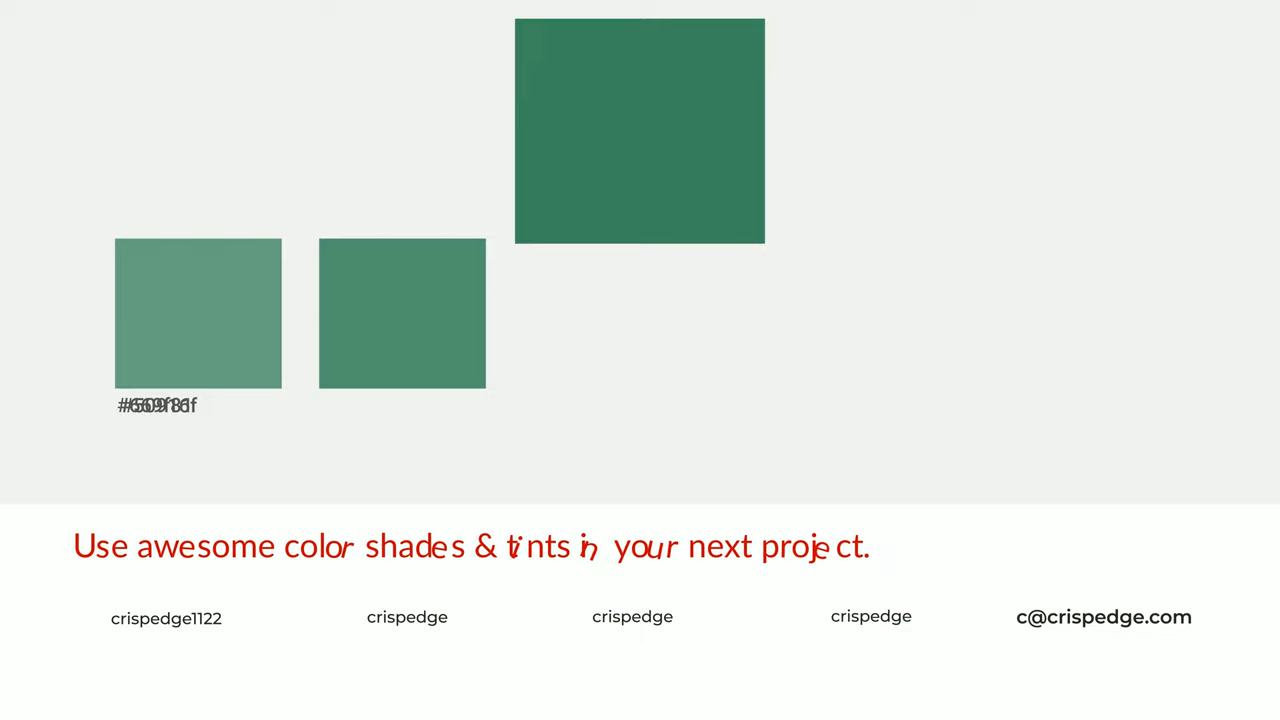 Use awesome color shades & tints in your next project.
crispedge1122 crispedge crispedge crispedge c@crispedge.com